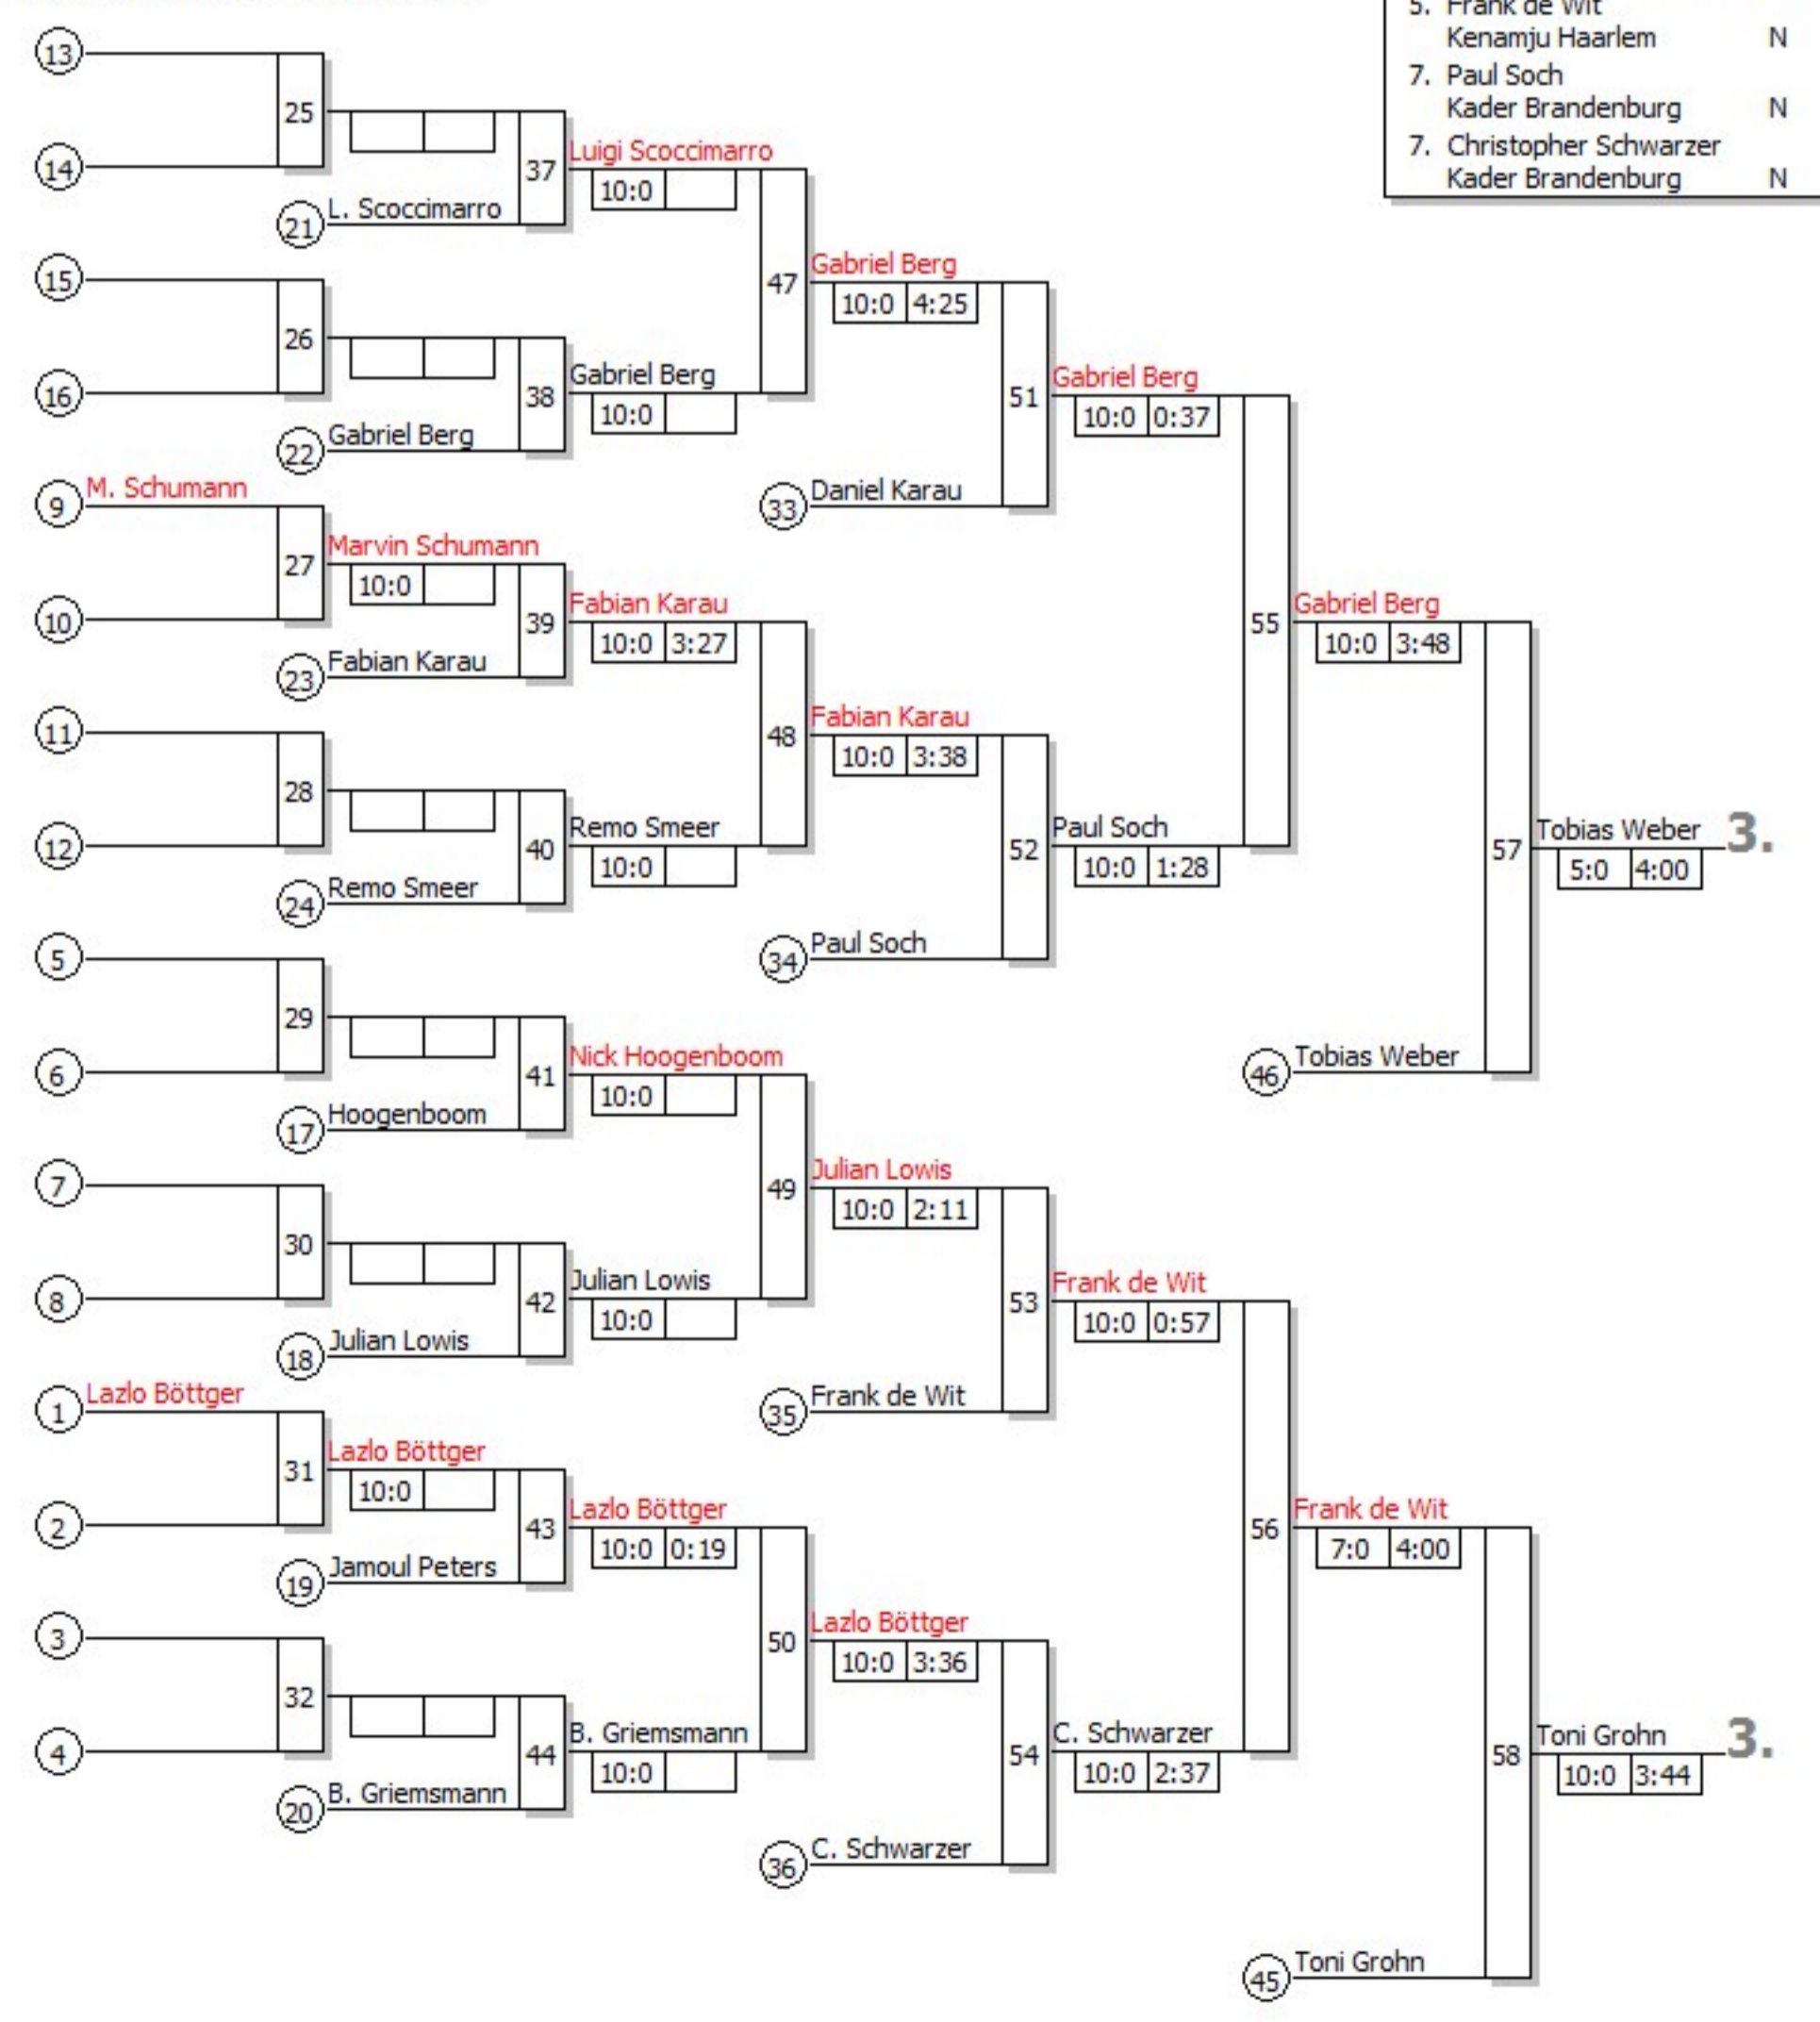 5. Frank de Wit
Kenamju Haarlem N
7. Paul Soch
Kader Brandenburg N
7. Christopher Schwarzer
Kader Brandenburg N
13
25
14
37
Luigi Scoccimarro
10:0
21 L. Scoccimarro
15
47
Gabriel Berg
10:0 4:25
26
16
38
Gabriel Berg
10:0
22 Gabriel Berg
51
Gabriel Berg
10:0 0:37
33 Daniel Karau
9 M. Schumann
27
Marvin Schumann
10:0
10
39
Fabian Karau
10:0 3:27
23 Fabian Karau
55
Gabriel Berg
10:0 3:48
11
48
Fabian Karau
10:0 3:38
28
12
40
Remo Smeer
10:0
24 Remo Smeer
52
Paul Soch
10:0 1:28
57
Tobias Weber 3.
5:0 4:00
34 Paul Soch
5
29
6
41
Nick Hoogenboom
10:0
46 Tobias Weber
17 Hoogenboom
7
49
Julian Lowis
10:0 2:11
30
8
42
Julian Lowis
10:0
18 Julian Lowis
53
Frank de Wit
10:0 0:57
35 Frank de Wit
1 Lazlo Böttger
31
Lazlo Böttger
10:0
2
43
Lazlo Böttger
10:0 0:19
19 Jamoul Peters
56
Frank de Wit
7:0 4:00
3
50
Lazlo Böttger
10:0 3:36
32
4
44
B. Griemsmann
10:0
20 B. Griemsmann
54
C. Schwarzer
10:0 2:37
58
Toni Grohn 3.
10:0 3:44
36 C. Schwarzer
45 Toni Grohn